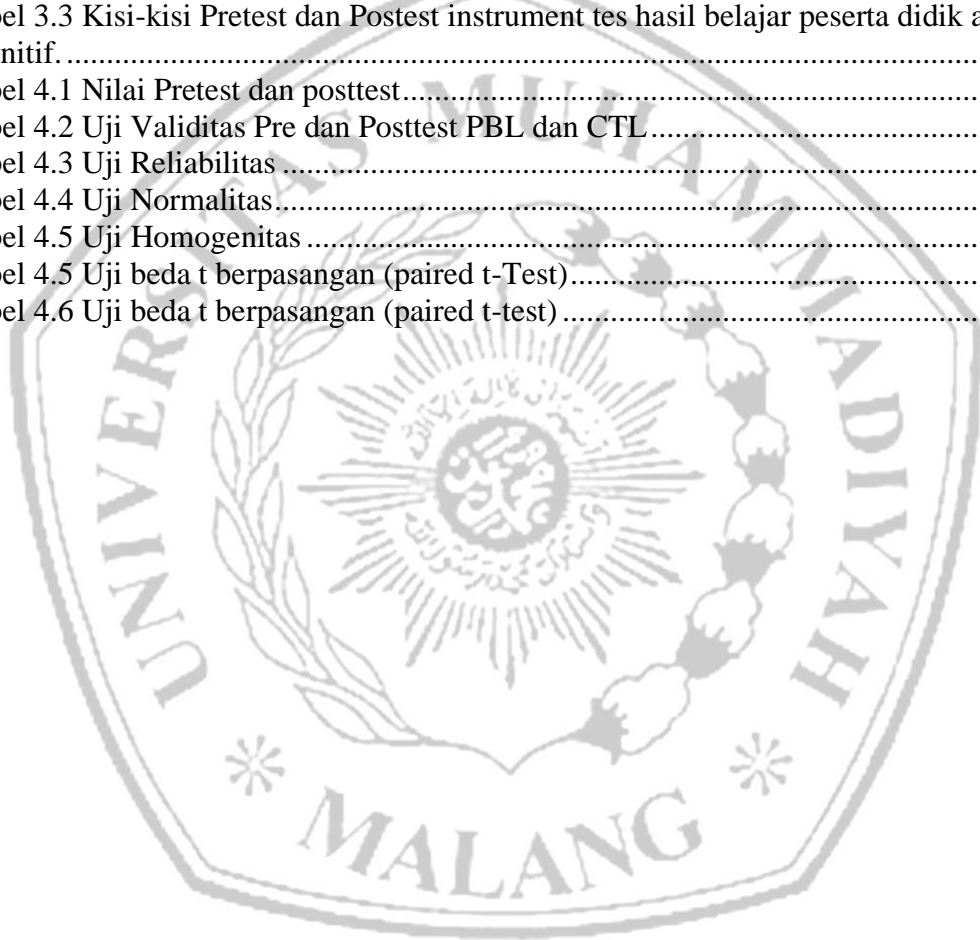 bel 3.3 Kisi-kisi Pretest dan Postest instrument tes hasil belajar peserta didik a
nitif. ...............................................................................................................................
bel 4.1 Nilai Pretest dan posttest................................................................................
bel 4.2 Uji Validitas Pre dan Posttest PBL dan CTL.............................................
bel 4.3 Uji Reliabilitas ..............................................................................................
bel 4.4 Uji Normalitas...............................................................................................
bel 4.5 Uji Homogenitas ...........................................................................................
bel 4.5 Uji beda t berpasangan (paired t-Test).......................................................
bel 4.6 Uji beda t berpasangan (paired t-test) ........................................................
UNIVERSITAS MUHAMMADIYAH
MALANG